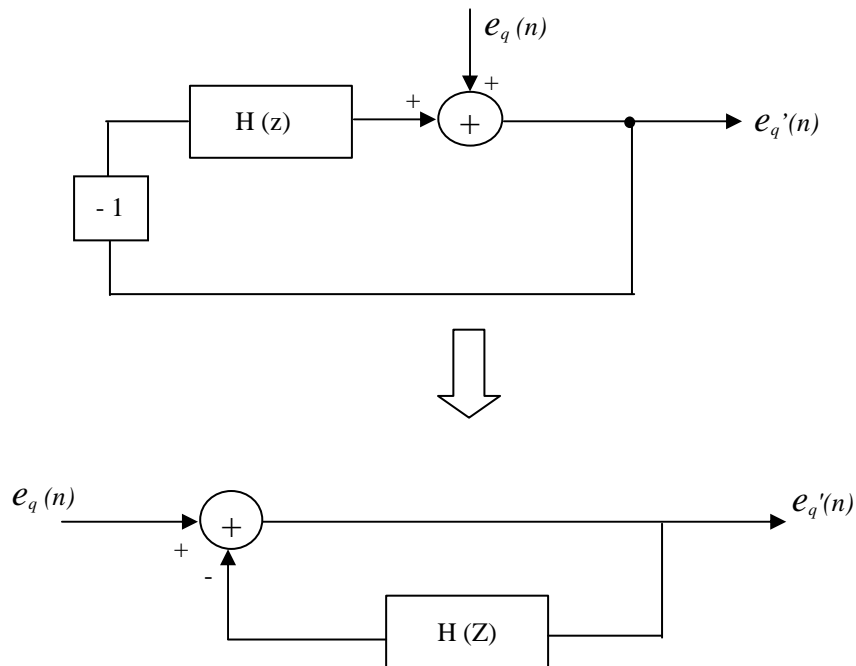 e_q (n)
+
H (z)
+
+
e_q’(n)
- 1
e_q (n)
+
e_q'(n)
+
-
H (Z)